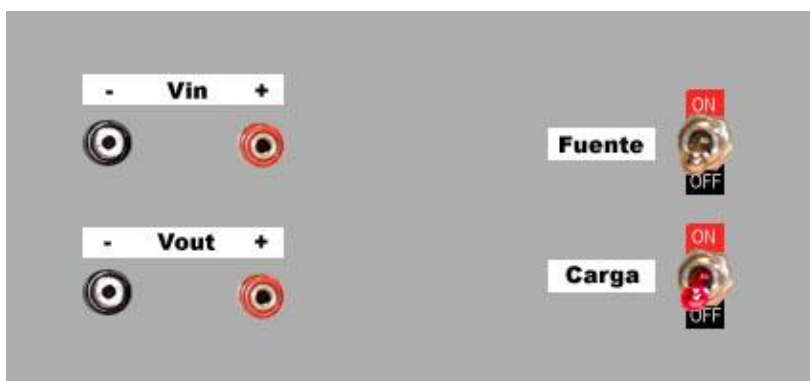 - Vin +
ON
Fuente
OFF
- Vout +
ON
Carga
OFF